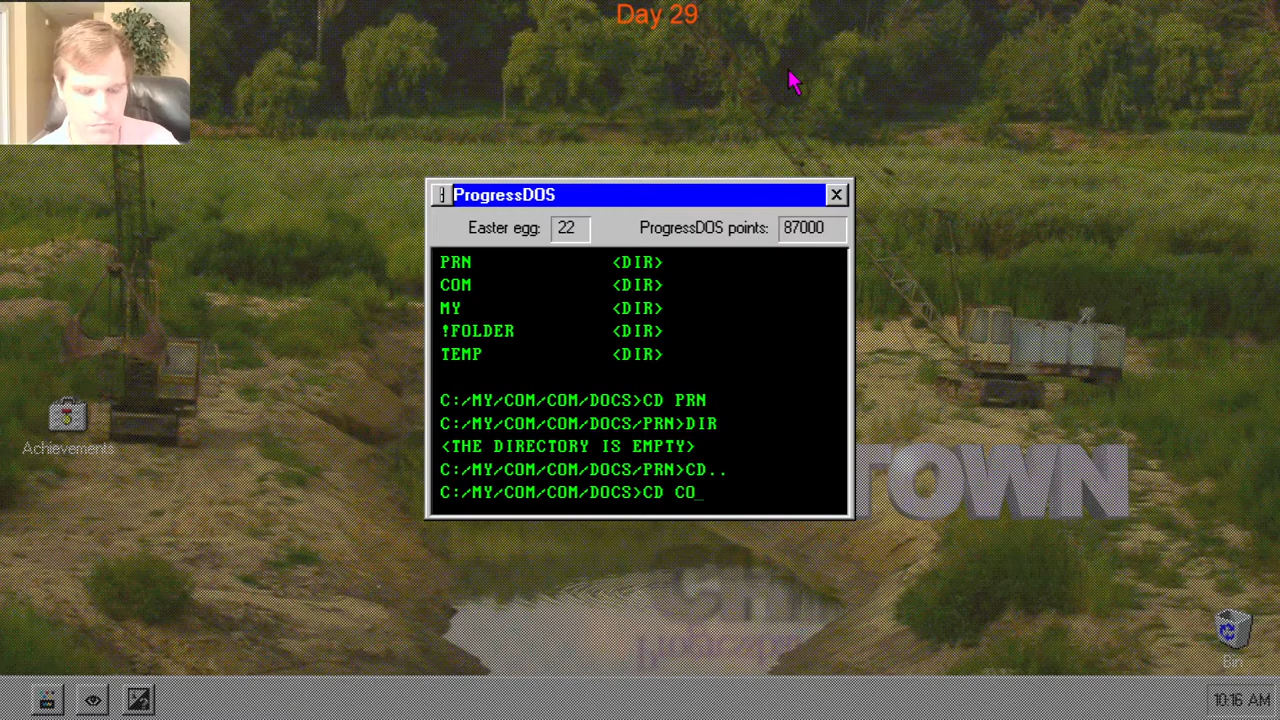 Day 29
ProgressDOS
Easter egg: 22 ProgressDOS points: 87000
PRN <DIR>
COM <DIR>
MY <DIR>
!FOLDER <DIR>
TEMP <DIR>
C:/MY/COM/COM/DOCS>CD PRN
C:/MY/COM/COM/DOCS/PRN>DIR
<THE DIRECTORY IS EMPTY>
C:/MY/COM/COM/DOCS/PRN>CD..
C:/MY/COM/COM/DOCS>CD CO_
Achievements
TOWN
Bin
10:16 AM